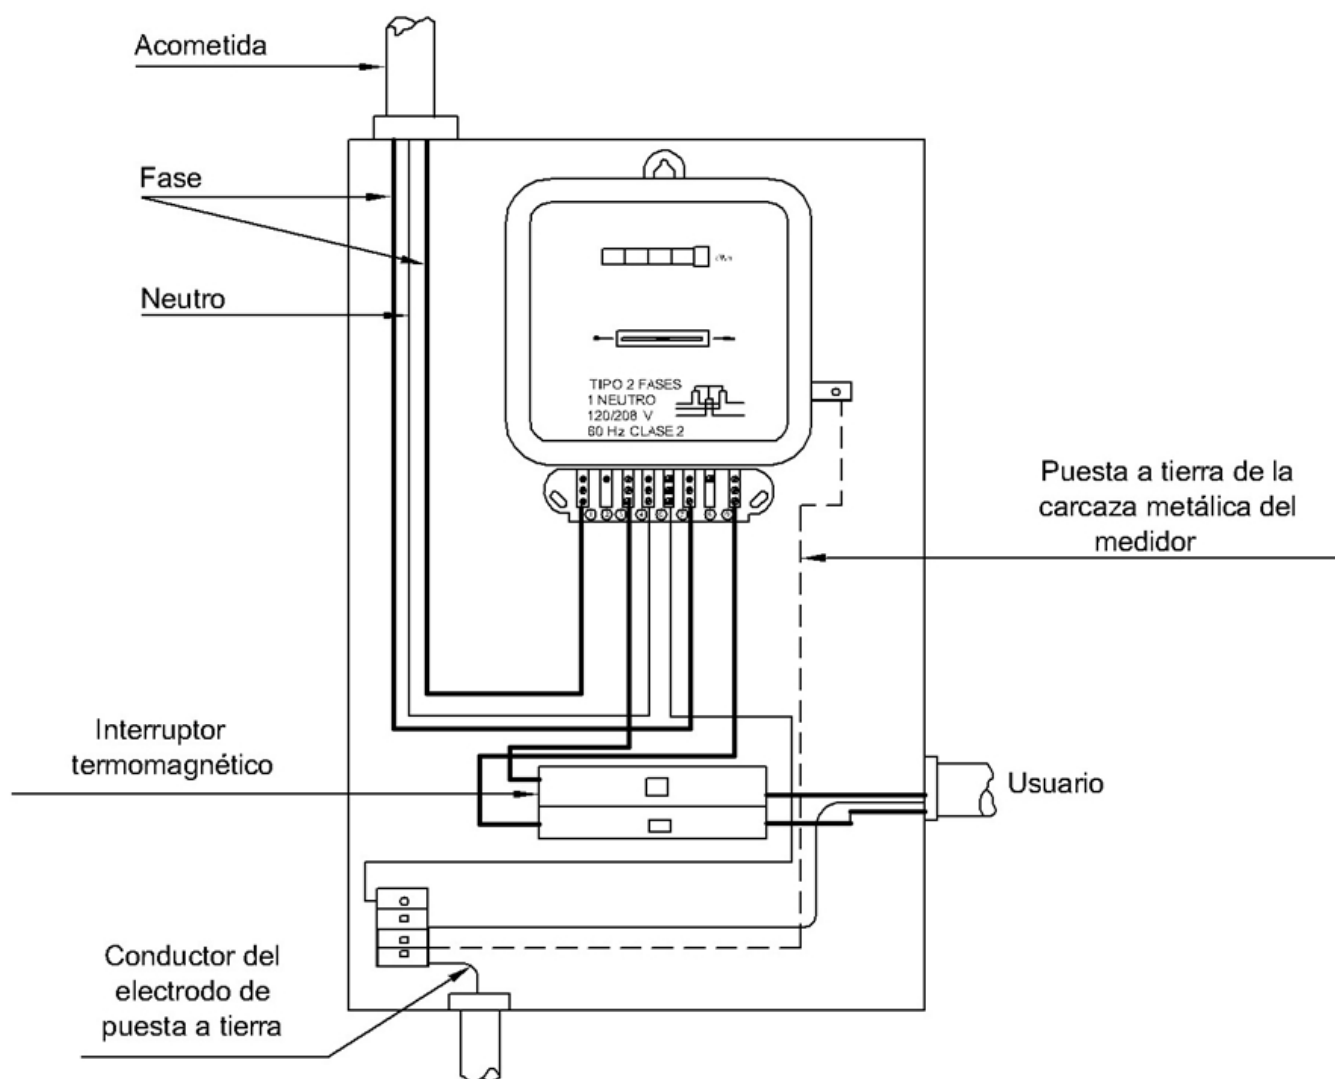 Acometida
Fase
Neutro
TIPO 2 FASES
1 NEUTRO
120/208 V
60 Hz CLASE 2
Puesta a tierra de la
carcaza metálica del
medidor
Interruptor
termomagnético
Usuario
Conductor del
electrodo de
puesta a tierra